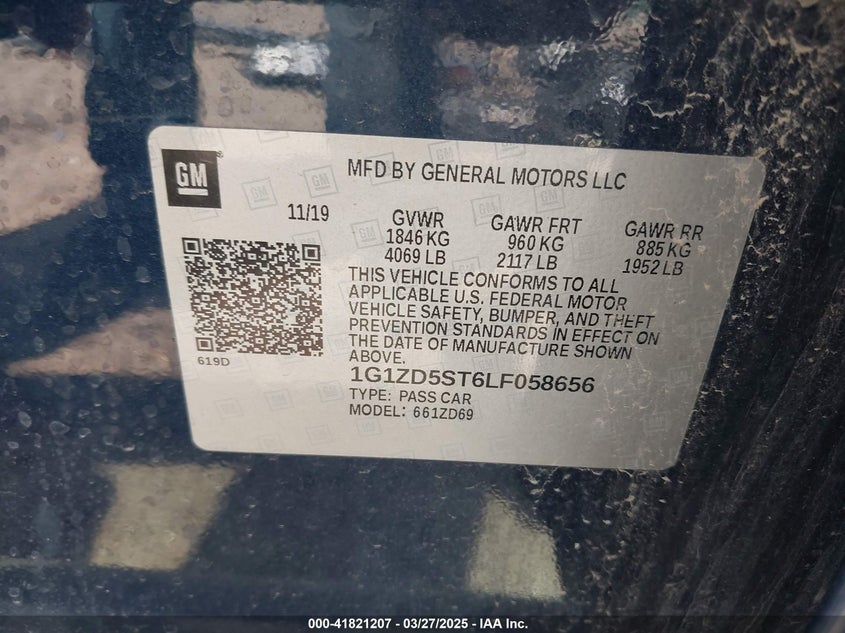 GM
MFD BY GENERAL MOTORS LLC
11/19
GVWR
1846 KG
4069 LB
GAWR FRT
960 KG
2117 LB
GAWR RR
885 KG
1952 LB
THIS VEHICLE CONFORMS TO ALL
APPLICABLE U.S. FEDERAL MOTOR
VEHICLE SAFETY, BUMPER, AND THEFT
PREVENTION STANDARDS IN EFFECT ON
THE DATE OF MANUFACTURE SHOWN
ABOVE.
619D
1G1ZD5ST6LF058656
TYPE: PASS CAR
MODEL: 661ZD69
000-41821207 - 03/27/2025 - IAA Inc.